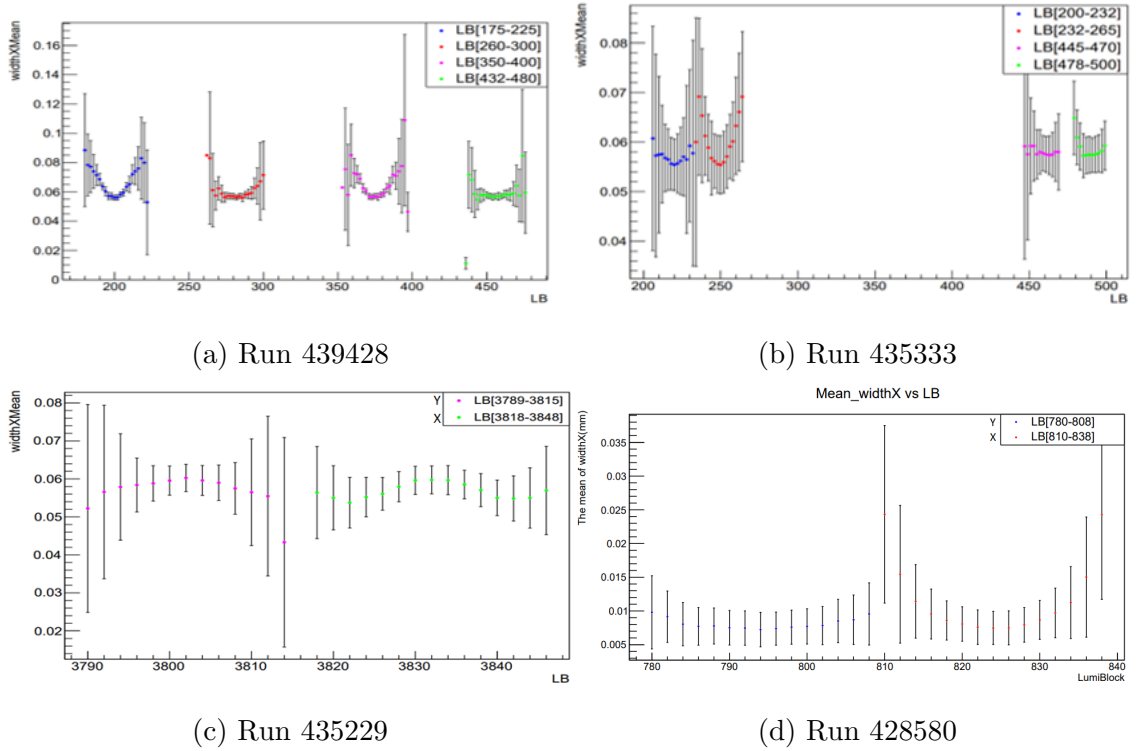 widthXMean
0.16
0.14
0.12
0.1
0.08
0.06
0.04
0.02
0
200
250
300
350
400
450
LB
LB[175-225]
LB[260-300]
LB[350-400]
LB[432-480]
(a) Run 439428
widthXMean
0.08
0.07
0.06
0.05
0.04
200
250
300
350
400
450
500
LB
LB[200-232]
LB[232-265]
LB[445-470]
LB[478-500]
(b) Run 435333
widthXMean
0.08
0.07
0.06
0.05
0.04
0.03
0.02
3790
3800
3810
3820
3830
3840
LB
Y LB[3789-3815]
X LB[3818-3848]
(c) Run 435229
Mean_widthX vs LB
The mean of widthX(mm)
0.035
0.03
0.025
0.02
0.015
0.01
0.005
780
790
800
810
820
830
840
LumiBlock
Y LB[780-808]
X LB[810-838]
(d) Run 428580